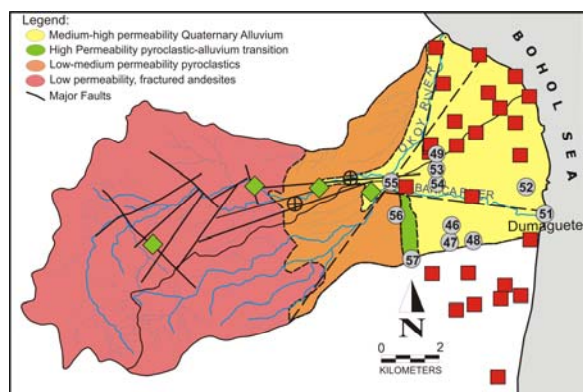 Legend:
Medium-high permeability Quaternary Alluvium
High Permeability pyroclastic-alluvium transition
Low-medium permeability pyroclastics
Low permeability, fractured andesites
Major Faults
BOHOL SEA
OKOY RIVER
49
53
54
55
BANICA RIVER
52
51
56
Dumaguete
46
47
48
57
N
0 2
KILOMETERS